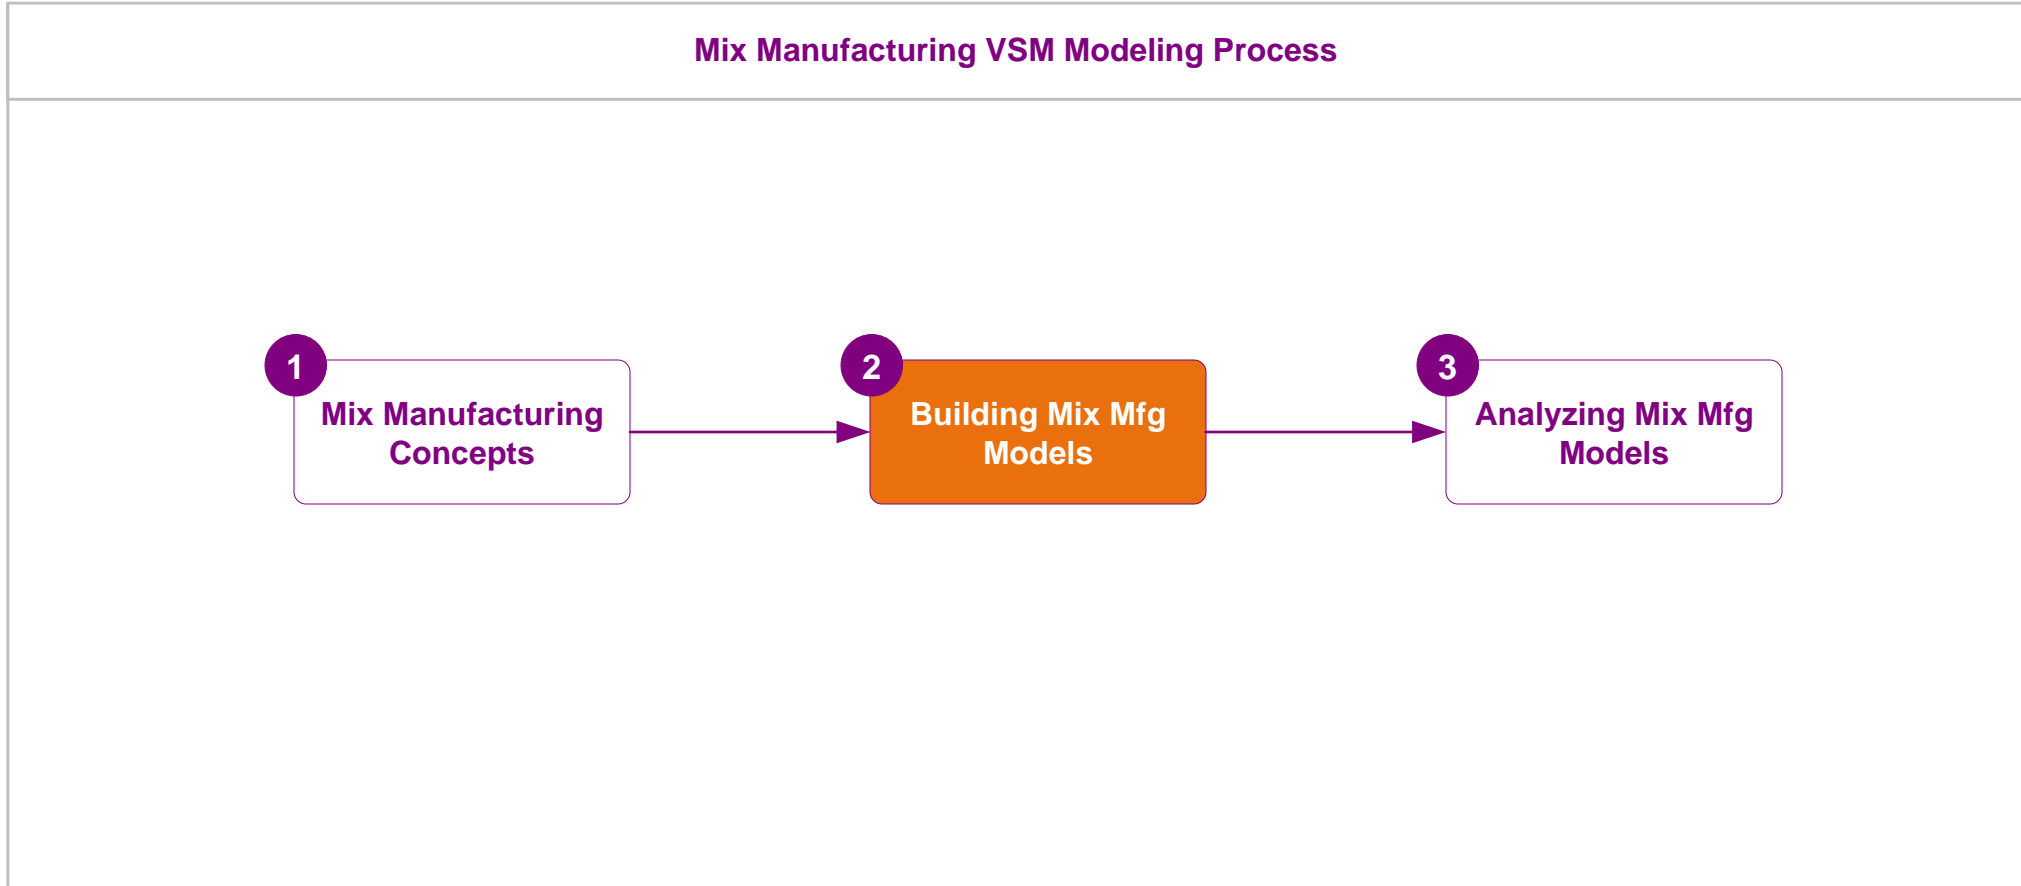 Mix Manufacturing VSM Modeling Process
1
Mix Manufacturing
Concepts
2
Building Mix Mfg
Models
3
Analyzing Mix Mfg
Models